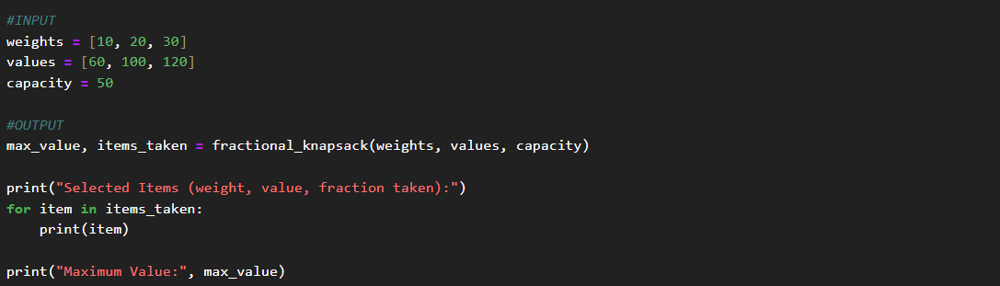 #INPUT
weights = [10, 20, 30]
values = [60, 100, 120]
capacity = 50
#OUTPUT
max_value, items_taken = fractional_knapsack(weights, values, capacity)
print("Selected Items (weight, value, fraction taken):")
for item in items_taken:
    print(item)
print("Maximum Value:", max_value)